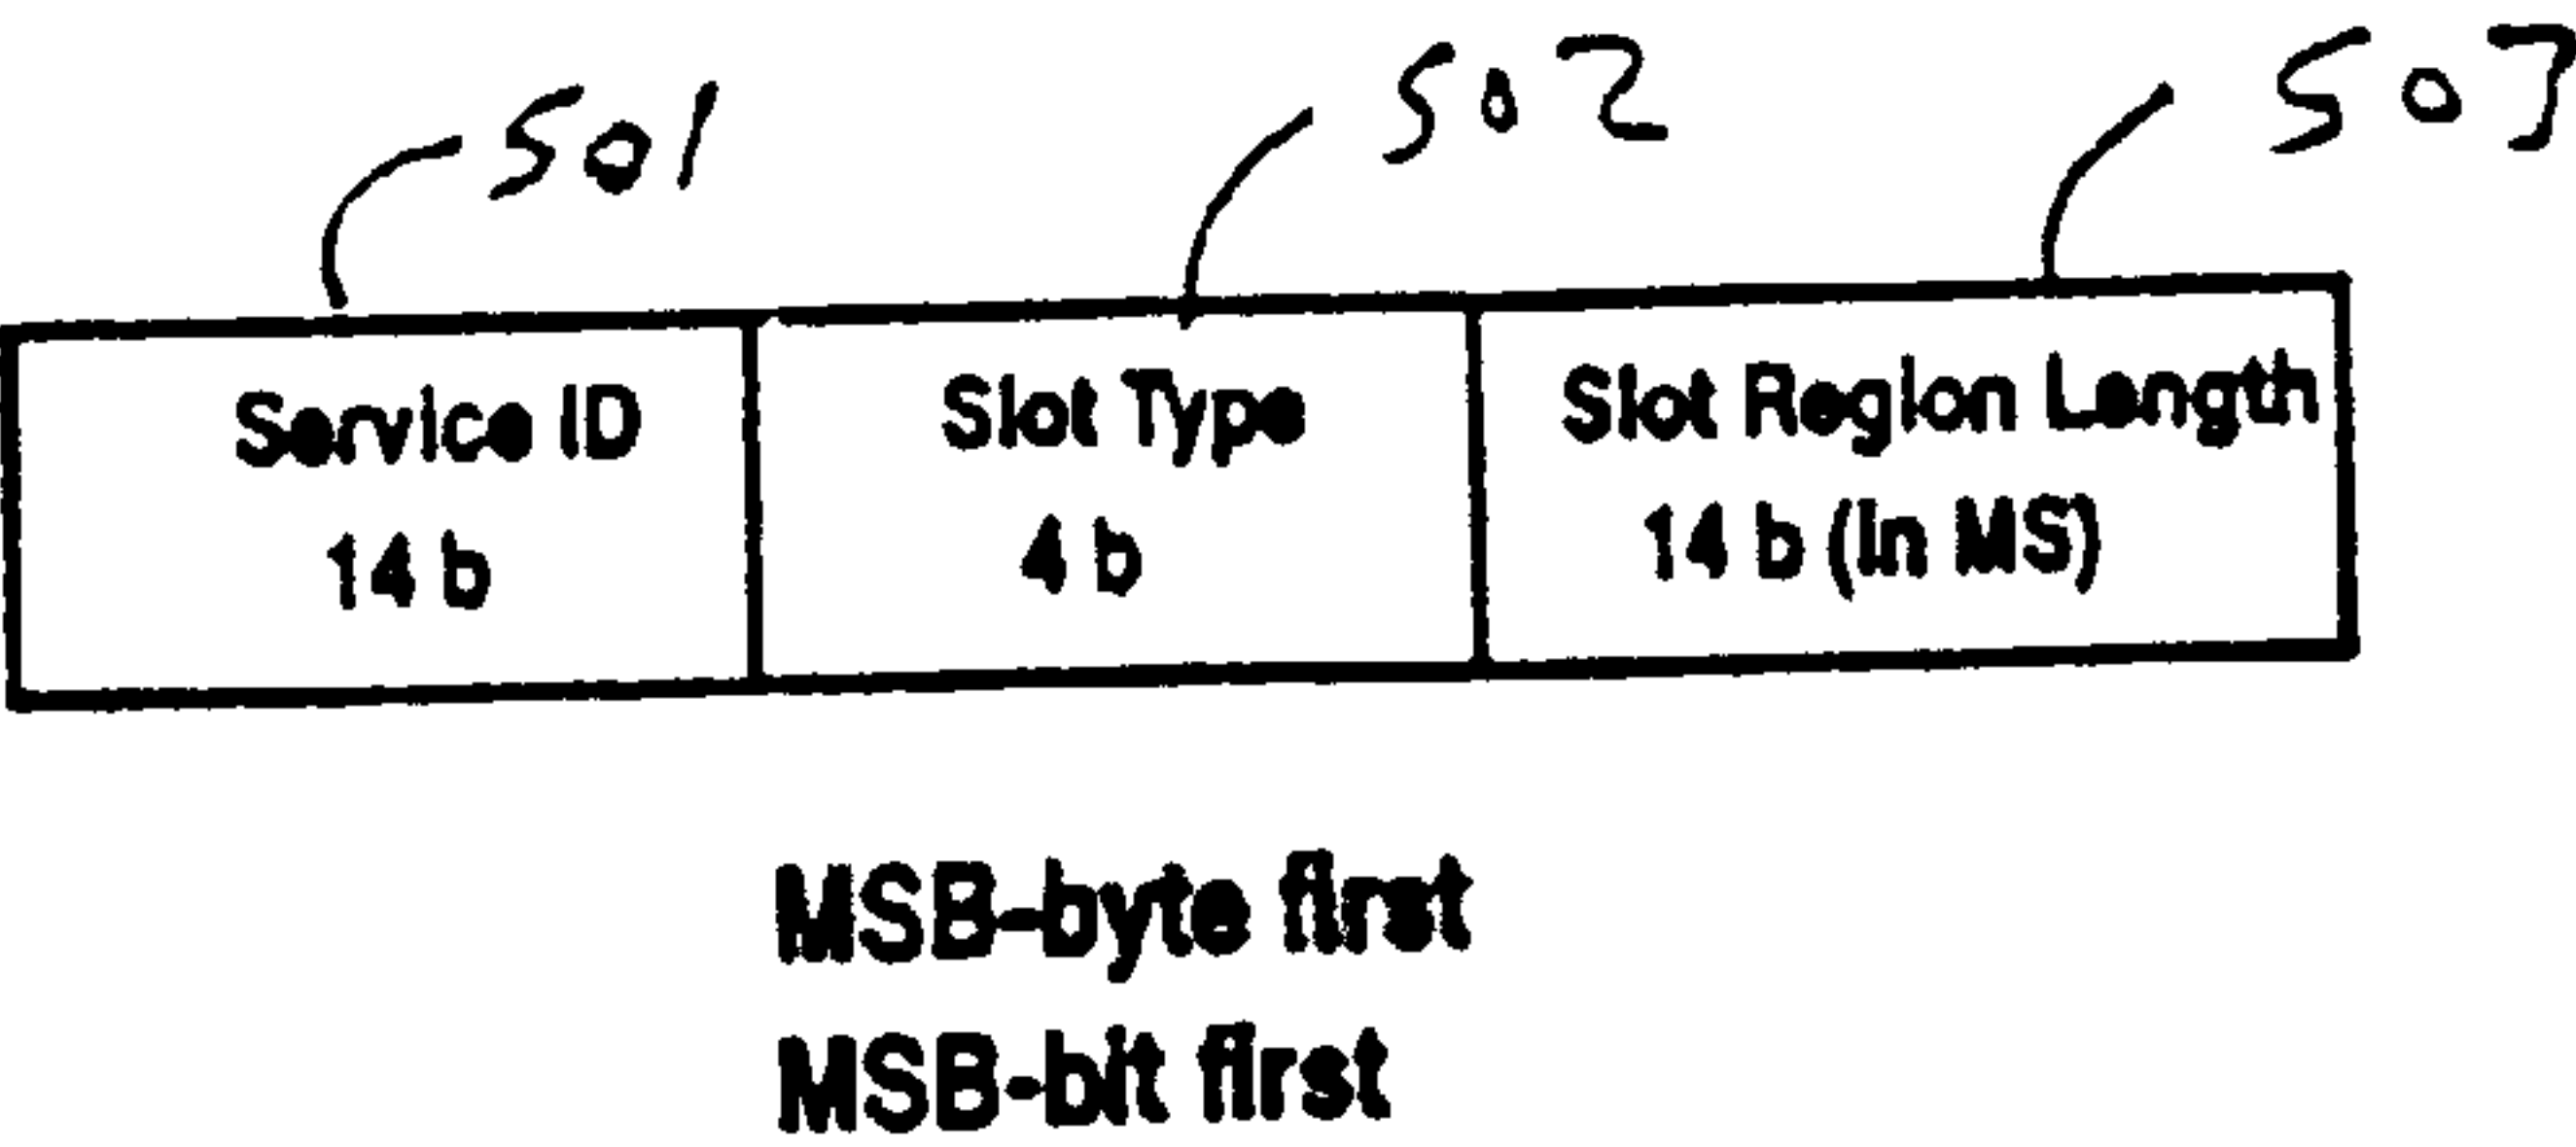 501 502 503
Service ID Slot Type Slot Region Length
14 b 4 b 14 b (in MS)
MSB-byte first
MSB-bit first